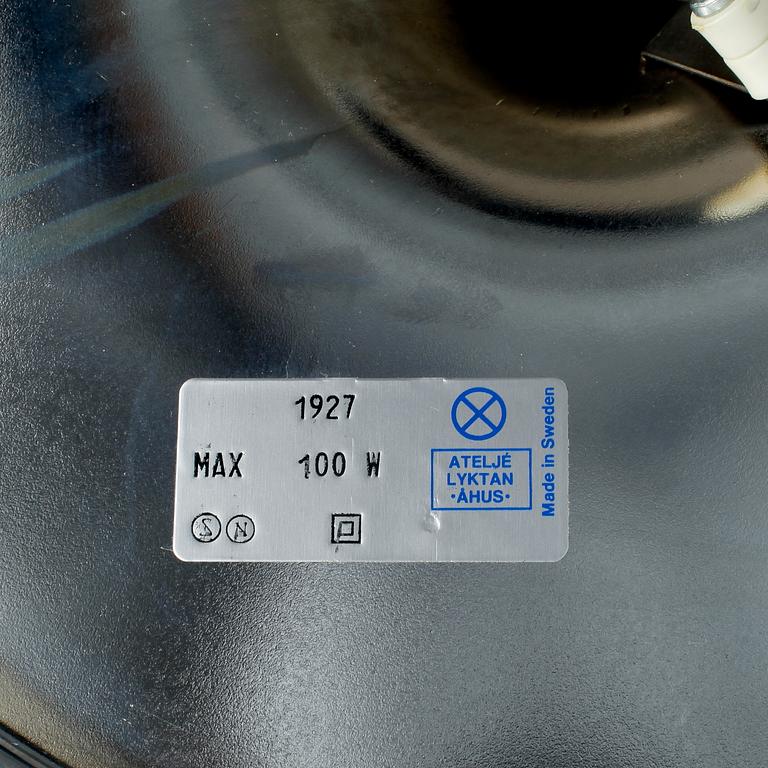 1927
MAX 100 W
S N
ATELJÉ
LYKTAN
·ÅHUS·
Made in Sweden